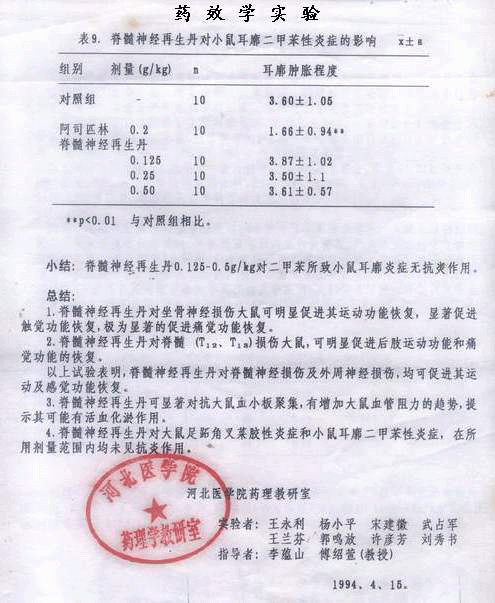 药效学实验
表9. 脊髓神经再生丹对小鼠耳廓二甲苯性炎症的影响 x̄±s
组别 剂量(g/kg) n 耳廓肿胀程度
对照组 - 10 3.60±1.05
阿司匹林 0.2 10 1.66±0.94**
脊髓神经再生丹
0.125 10 3.87±1.02
0.25 10 3.50±1.1
0.50 10 3.61±0.57
**p<0.01 与对照组相比。
小结: 脊髓神经再生丹0.125-0.5g/kg对二甲苯所致小鼠耳廓炎症无抗炎作用。
总结:
1.脊髓神经再生丹对坐骨神经损伤大鼠可明显促进其运动功能恢复, 显著促进
触觉功能恢复,极为显著的促进痛觉功能恢复。
2.脊髓神经再生丹对脊髓 (T₁₂、T₁₃)损伤大鼠,可明显促进后肢运动功能和痛
觉功能的恢复。
以上试验表明,脊髓神经再生丹对脊髓神经损伤及外周神经损伤,均可促进其运
动及感觉功能恢复。
3.脊髓神经再生丹可显著对抗大鼠血小板聚集,有增加大鼠血管阻力的趋势,提
示其可能有活血化淤作用。
4.脊髓神经再生丹对大鼠足跖角叉菜胶性炎症和小鼠耳廓二甲苯性炎症, 在所
用剂量范围内均未见抗炎作用。
河北医学院
药理学教研室
河北医学院药理教研室
实验者: 王永利 杨小平 宋建徽 武占军
王兰芬 郭鸣放 许彦芳 刘秀书
指导者: 李蕴山 傅绍萱(教授)
1994、4、15。